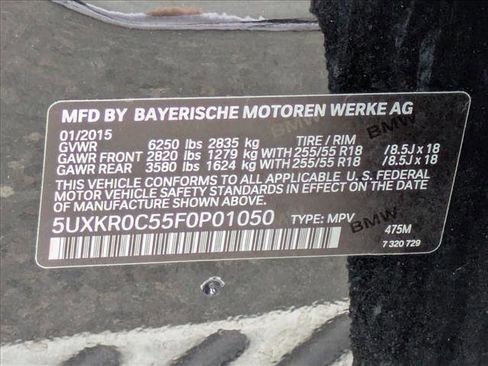 MFD BY BAYERISCHE MOTOREN WERKE AG
01/2015
GVWR 6250 lbs 2835 kg TIRE / RIM
GAWR FRONT 2820 lbs 1279 kg WITH 255/55 R18 /8.5J x 18
GAWR REAR 3580 lbs 1624 kg WITH 255/55 R18 /8.5J x 18
THIS VEHICLE CONFORMS TO ALL APPLICABLE U. S. FEDERAL
MOTOR VEHICLE SAFETY STANDARDS IN EFFECT ON THE DATE
OF MANUFACTURE SHOWN ABOVE.
5UXKR0C55F0P01050 TYPE: MPV 475M
7 320 729
BMW
BMW